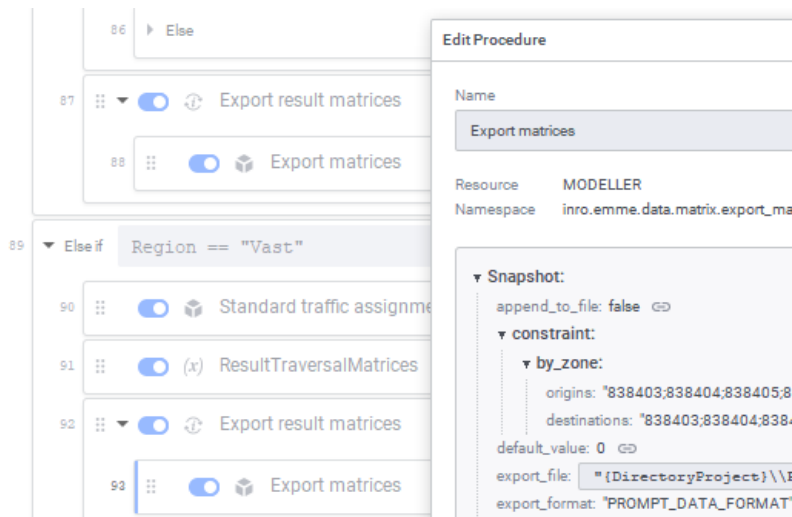 86 Else
87 Export result matrices
88 Export matrices
89 Else if Region == "Vast"
90 Standard traffic assignme
91 (x) ResultTraversalMatrices
92 Export result matrices
93 Export matrices
Edit Procedure
Name
Export matrices
Resource MODELLER
Namespace inro.emme.data.matrix.export_ma
Snapshot:
append_to_file: false
constraint:
by_zone:
origins: "838403;838404;838405;8
destinations: "838403;838404;8384
default_value: 0
export_file: "{DirectoryProject}\\
export_format: "PROMPT_DATA_FORMAT"